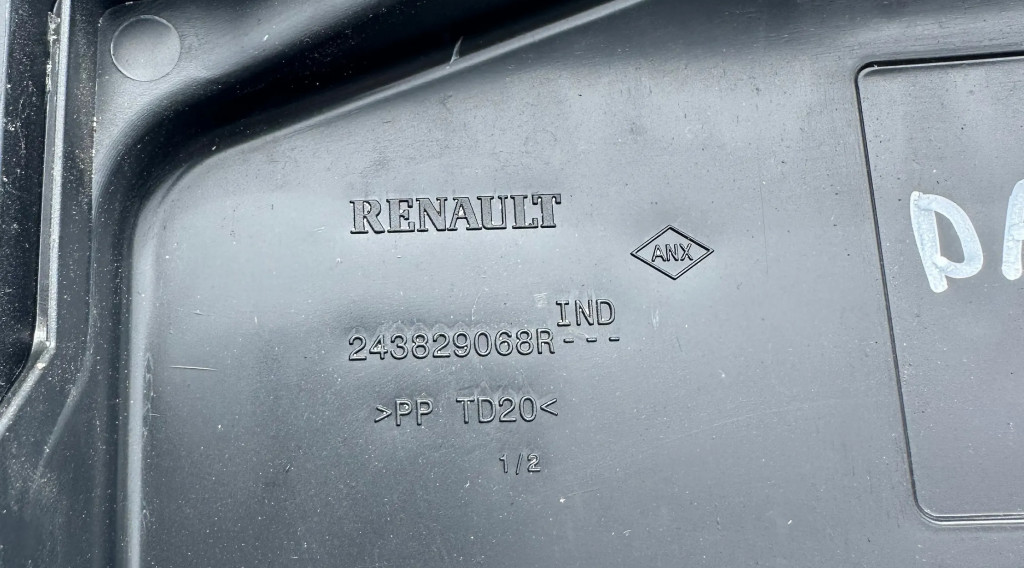 RENAULT
ANX
IND
243829068R---
>PP TD20<
1/2